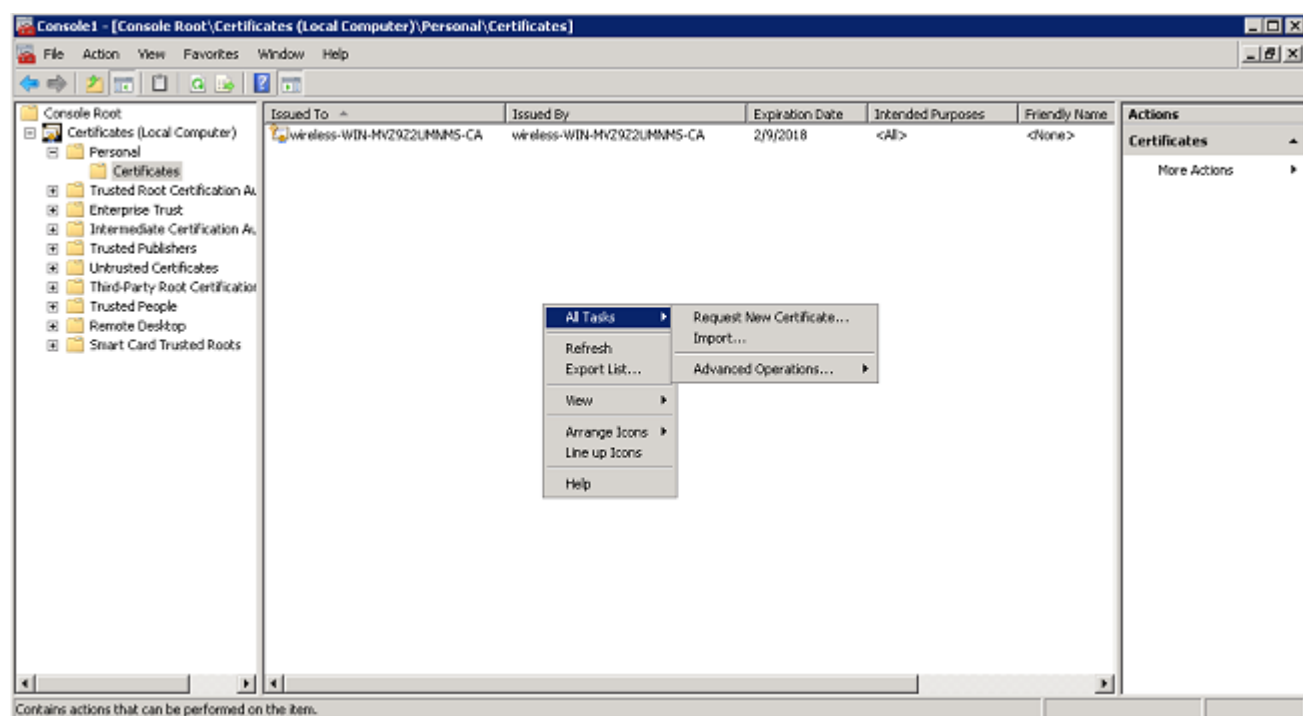 Console1 - [Console Root\Certificates (Local Computer)\Personal\Certificates]
File Action View Favorites Window Help
Console Root
Certificates (Local Computer)
Personal
Certificates
Trusted Root Certification Au
Enterprise Trust
Intermediate Certification Au
Trusted Publishers
Untrusted Certificates
Third-Party Root Certification
Trusted People
Remote Desktop
Smart Card Trusted Roots
Issued To Issued By Expiration Date Intended Purposes Friendly Name
wireless-WIN-MVZ9Z2UMNMS-CA wireless-WIN-MVZ9Z2UMNMS-CA 2/9/2018 <All> <None>
All Tasks
Refresh
Export List...
View
Arrange Icons
Line up Icons
Help
Request New Certificate...
Import...
Advanced Operations...
Actions
Certificates
More Actions
Contains actions that can be performed on the item.